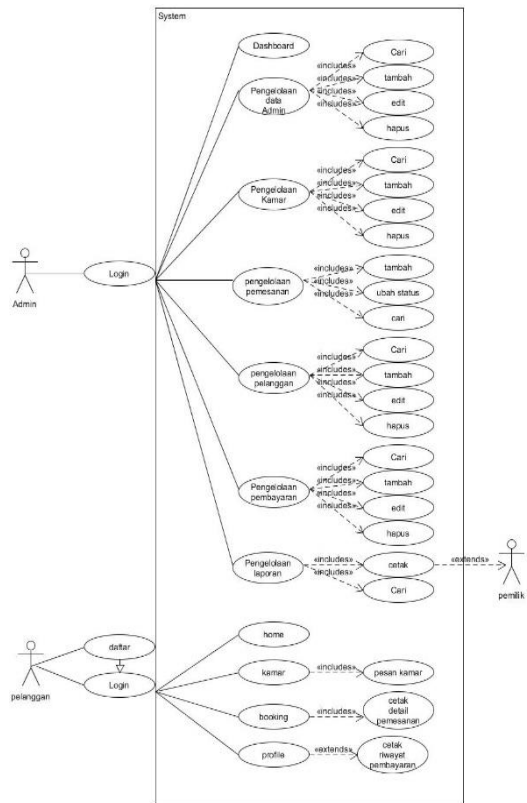 System
Dashboard
Pengelolaan
data
Admin
«includes»
«includes»
«includes»
«includes»
Cari
tambah
edit
hapus
Pengelolaan
Kamar
«includes»
«includes»
«includes»
«includes»
Cari
tambah
edit
hapus
Admin
Login
pengelolaan
pemesanan
«includes»
«includes»
«includes»
tambah
ubah status
cari
pengelolaan
pelanggan
«includes»
«includes»
«includes»
«includes»
Cari
tambah
edit
hapus
Pengelolaan
pembayaran
«includes»
«includes»
«includes»
«includes»
Cari
tambah
edit
hapus
Pengelolaan
laporan
«includes»
«includes»
cetak
Cari
«extends»
pemilik
pelanggan
daftar
Login
home
kamar
«includes»
pesan kamar
booking
«includes»
cetak
detail
pemesanan
profile
«extends»
cetak
riwayat
pembayaran